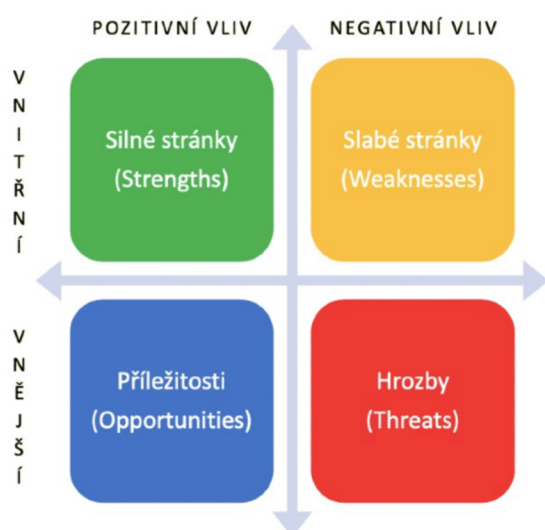 POZITIVNÍ VLIV
NEGATIVNÍ VLIV
VNITŘNÍ
Silné stránky
(Strengths)
Slabé stránky
(Weaknesses)
VNĚJŠÍ
Příležitosti
(Opportunities)
Hrozby
(Threats)